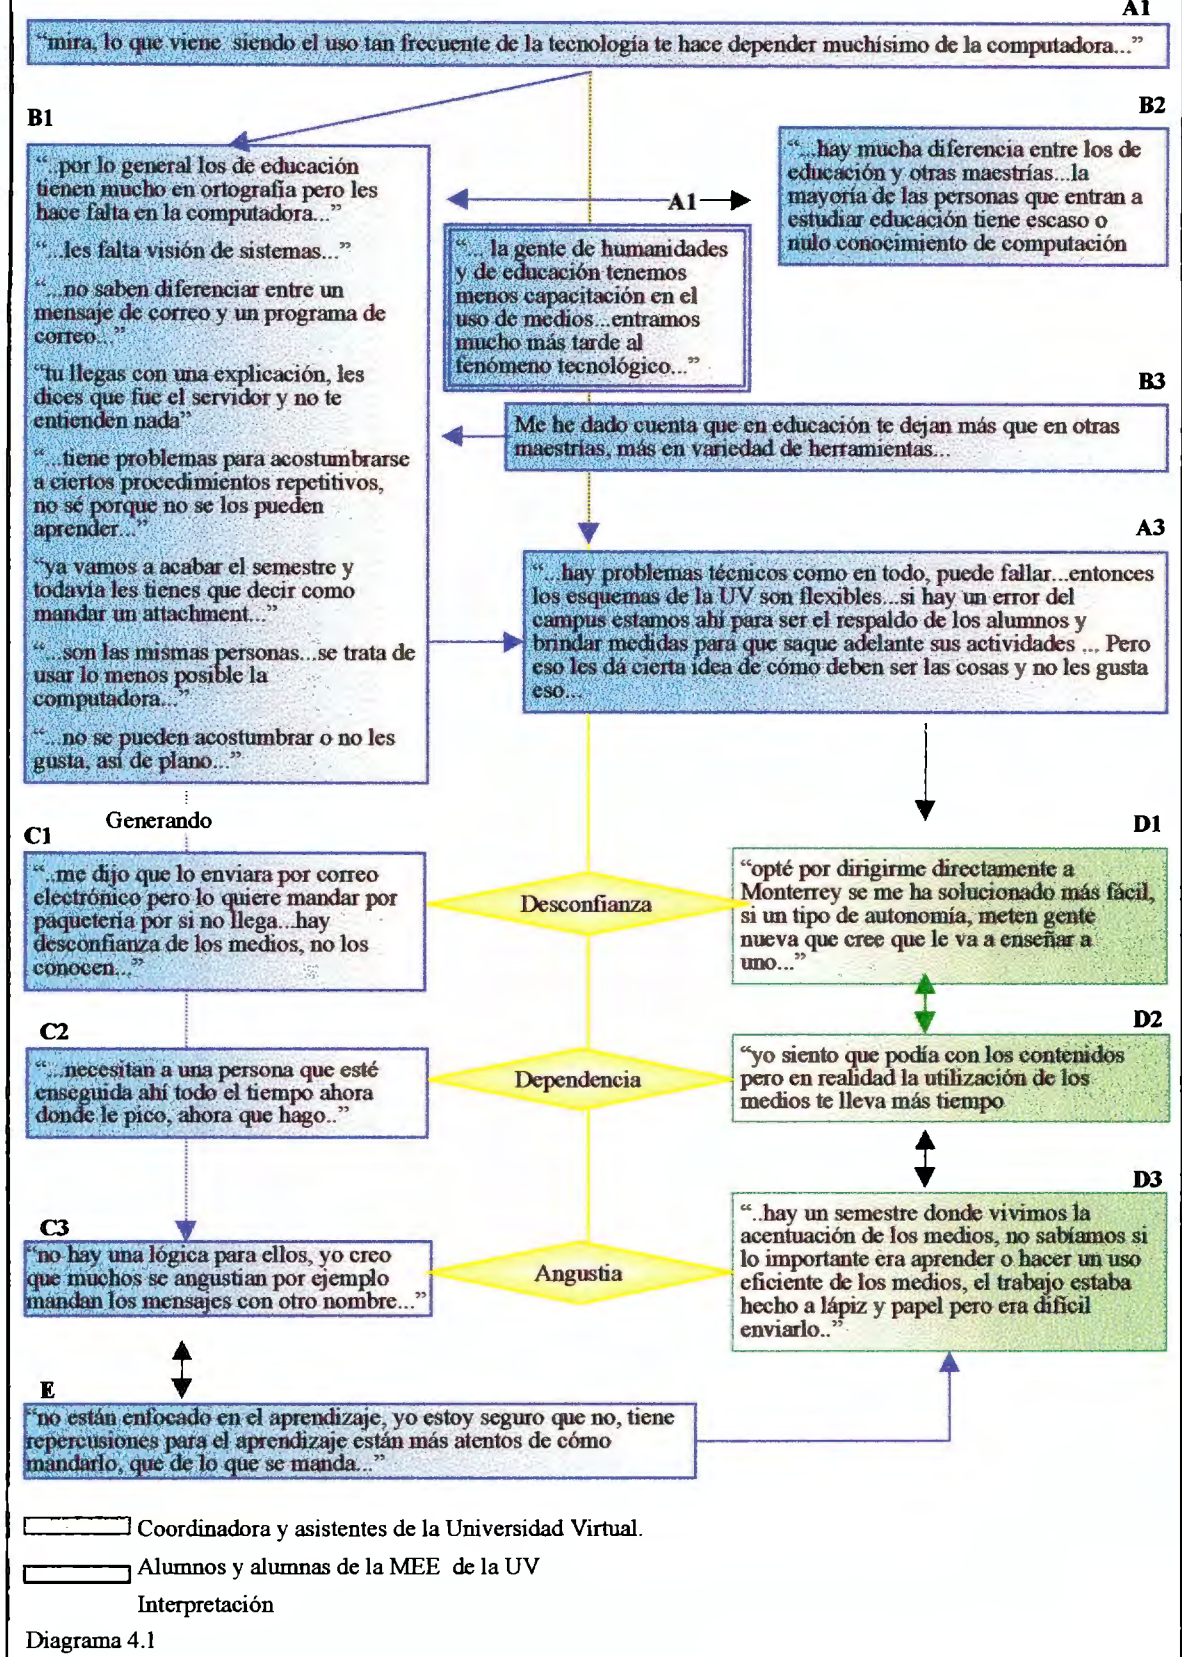 A1
“mira, lo que viene siendo el uso tan frecuente de la tecnología te hace depender muchísimo de la computadora...”
B1
“..por lo general los de educación
tienen mucho en ortografía pero les
hace falta en la computadora...”
“...les falta visión de sistemas...”
“...no saben diferenciar entre un
mensaje de correo y un programa de
correo...”
“tu llegas con una explicación, les
dices que fue el servidor y no te
entienden nada”
“...tiene problemas para acostumbrarse
a ciertos procedimientos repetitivos,
no sé porque no se los pueden
aprender...”
“ya vamos a acabar el semestre y
todavía les tienes que decir como
mandar un attachment...”
“...son las mismas personas...se trata de
usar lo menos posible la
computadora...”
“...no se pueden acostumbrar o no les
gusta, así de plano...”
A1
“... la gente de humanidades
y de educación tenemos
menos capacitación en el
uso de medios...entramos
mucho más tarde al
fenómeno tecnológico...”
B2
“...hay mucha diferencia entre los de
educación y otras maestrías...la
mayoría de las personas que entran a
estudiar educación tiene escaso o
nulo conocimiento de computación
B3
Me he dado cuenta que en educación te dejan más que en otras
maestrías, más en variedad de herramientas...
A3
“...hay problemas técnicos como en todo, puede fallar...entonces
los esquemas de la UV son flexibles...si hay un error del
campus estamos ahí para ser el respaldo de los alumnos y
brindar medidas para que saque adelante sus actividades ... Pero
eso les dá cierta idea de cómo deben ser las cosas y no les gusta
eso...
Generando
C1
“..me dijo que lo enviara por correo
electrónico pero lo quiere mandar por
paquetería por si no llega...hay
desconfianza de los medios, no los
conocen...”
Desconfianza
D1
“opté por dirigirme directamente a
Monterrey se me ha solucionado más fácil,
si un tipo de autonomía, meten gente
nueva que cree que le va a enseñar a
uno...”
C2
“...necesitan a una persona que esté
enseguida ahí todo el tiempo ahora
donde le pico, ahora que hago..”
Dependencia
D2
“yo siento que podía con los contenidos
pero en realidad la utilización de los
medios te lleva más tiempo
C3
“no hay una lógica para ellos, yo creo
que muchos se angustian por ejemplo
mandan los mensajes con otro nombre...”
Angustia
D3
“..hay un semestre donde vivimos la
acentuación de los medios, no sabíamos si
lo importante era aprender o hacer un uso
eficiente de los medios, el trabajo estaba
hecho a lápiz y papel pero era difícil
enviarlo..”
E
“no están enfocado en el aprendizaje, yo estoy seguro que no, tiene
repercusiones para el aprendizaje están más atentos de cómo
mandarlo, que de lo que se manda...”
Coordinadora y asistentes de la Universidad Virtual.
Alumnos y alumnas de la MEE de la UV
Interpretación
Diagrama 4.1